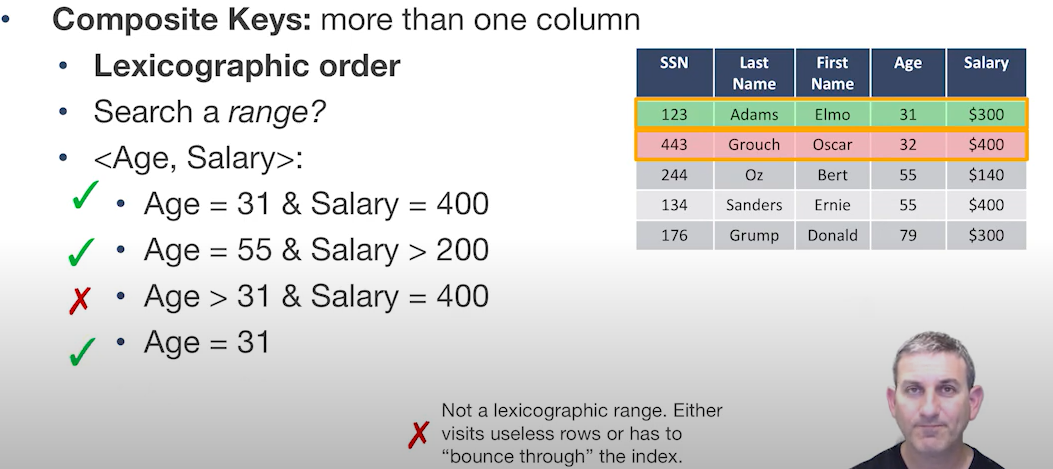 • Composite Keys: more than one column
• Lexicographic order
• Search a range?
• <Age, Salary>:
✓ • Age = 31 & Salary = 400
✓ • Age = 55 & Salary > 200
✗ • Age > 31 & Salary = 400
✓ • Age = 31
SSN Last Name First Name Age Salary
123 Adams Elmo 31 $300
443 Grouch Oscar 32 $400
244 Oz Bert 55 $140
134 Sanders Ernie 55 $400
176 Grump Donald 79 $300
✗ Not a lexicographic range. Either
visits useless rows or has to
“bounce through” the index.